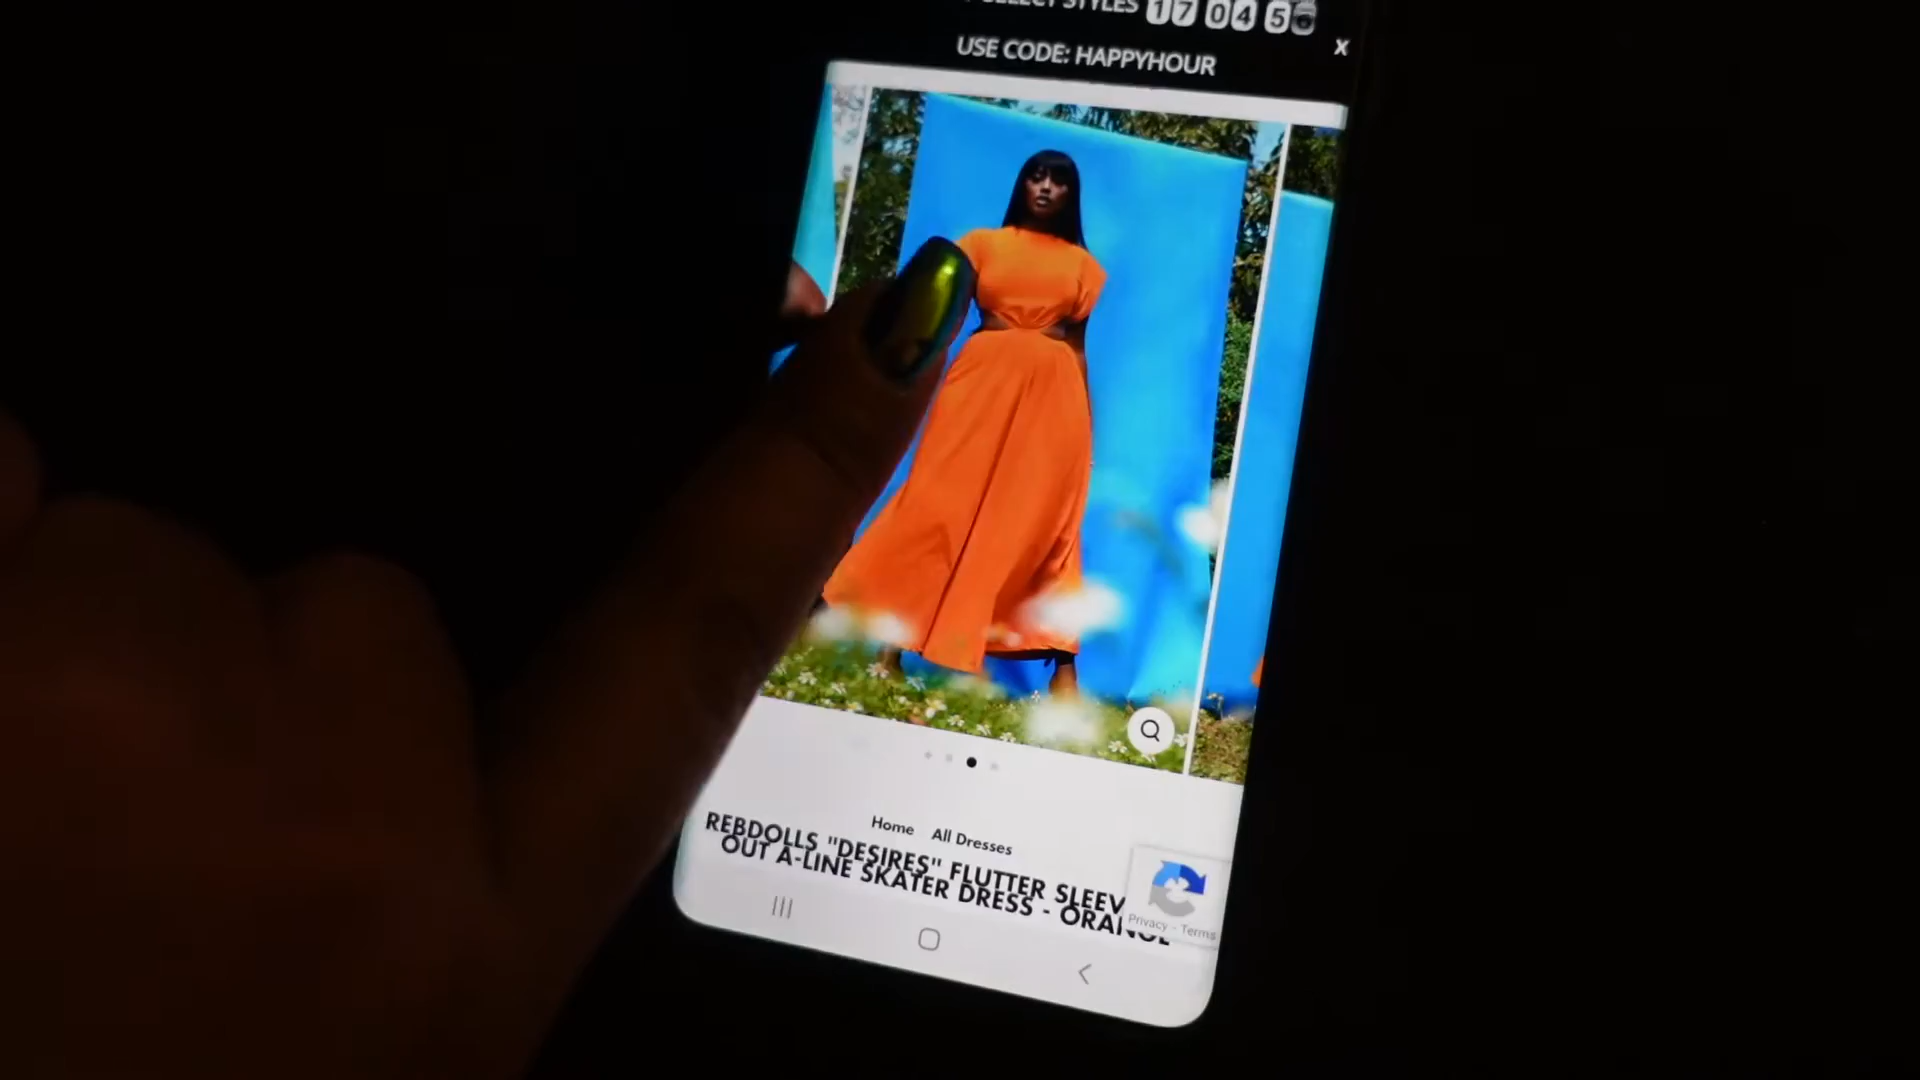 SELECT STYLES 17 04 5
USE CODE: HAPPYHOUR
X
Home All Dresses
REBDOLLS "DESIRES" FLUTTER SLEEV
OUT A-LINE SKATER DRESS - ORANGE
Privacy - Terms